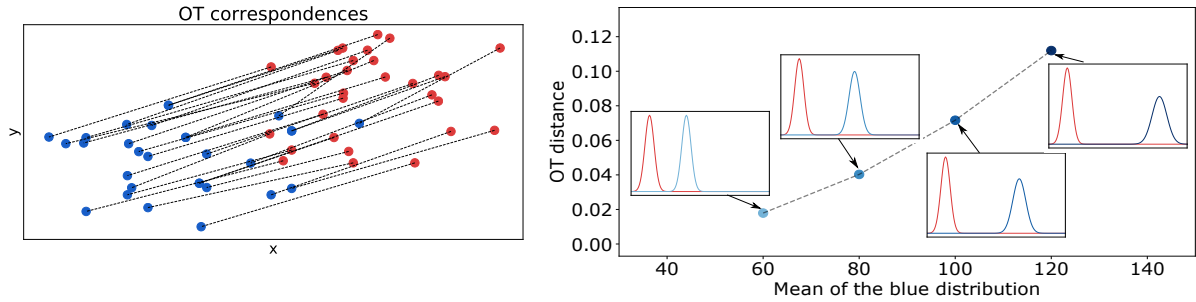 OT correspondences
y
x
OT distance
0.12
0.10
0.08
0.06
0.04
0.02
0.00
40 60 80 100 120 140
Mean of the blue distribution